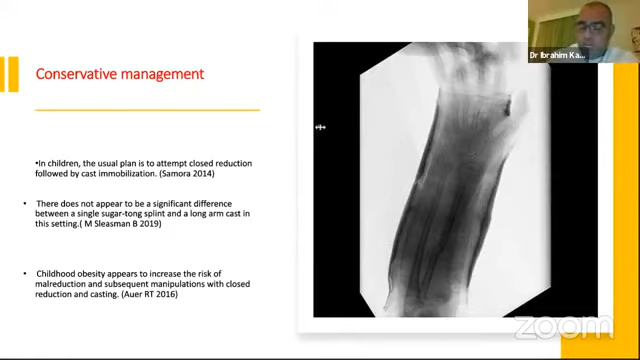 Dr Ibrahim Ka...
Conservative management
•In children, the usual plan is to attempt closed reduction
followed by cast immobilization. (Samora 2014)
• There does not appear to be a significant difference
between a single sugar-tong splint and a long arm cast in
this setting.( M Sleasman B 2019)
• Childhood obesity appears to increase the risk of
malreduction and subsequent manipulations with closed
reduction and casting. (Auer RT 2016)
zoom